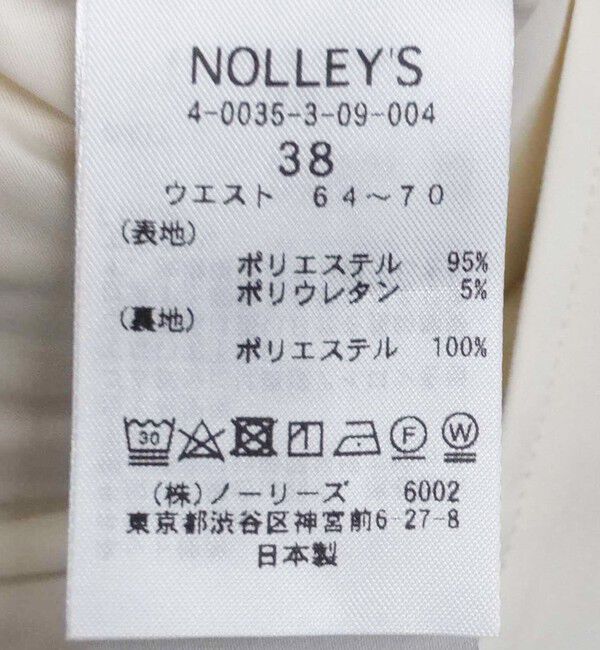 NOLLEY'S
4-0035-3-09-004
38
ウエスト 64～70
(表地)
ポリエステル 95%
ポリウレタン 5%
(裏地)
ポリエステル 100%
30 F W
(株)ノーリーズ 6002
東京都渋谷区神宮前6-27-8
日本製